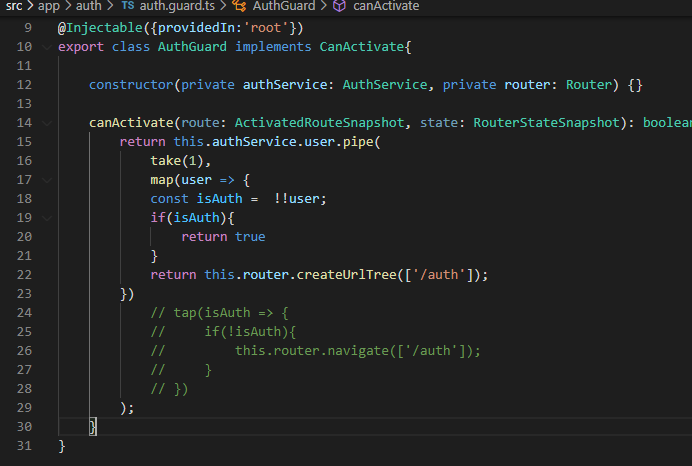 src > app > auth > TS auth.guard.ts > AuthGuard > canActivate
9 @Injectable({providedIn:'root'})
10 export class AuthGuard implements CanActivate{
11
12 constructor(private authService: AuthService, private router: Router) {}
13
14 canActivate(route: ActivatedRouteSnapshot, state: RouterStateSnapshot): boolean
15 return this.authService.user.pipe(
16 take(1),
17 map(user => {
18 const isAuth =  !!user;
19 if(isAuth){
20 return true
21 }
22 return this.router.createUrlTree(['/auth']);
23 })
24 // tap(isAuth => {
25 //     if(!isAuth){
26 //         this.router.navigate(['/auth']);
27 //     }
28 // })
29 );
30 }
31 }